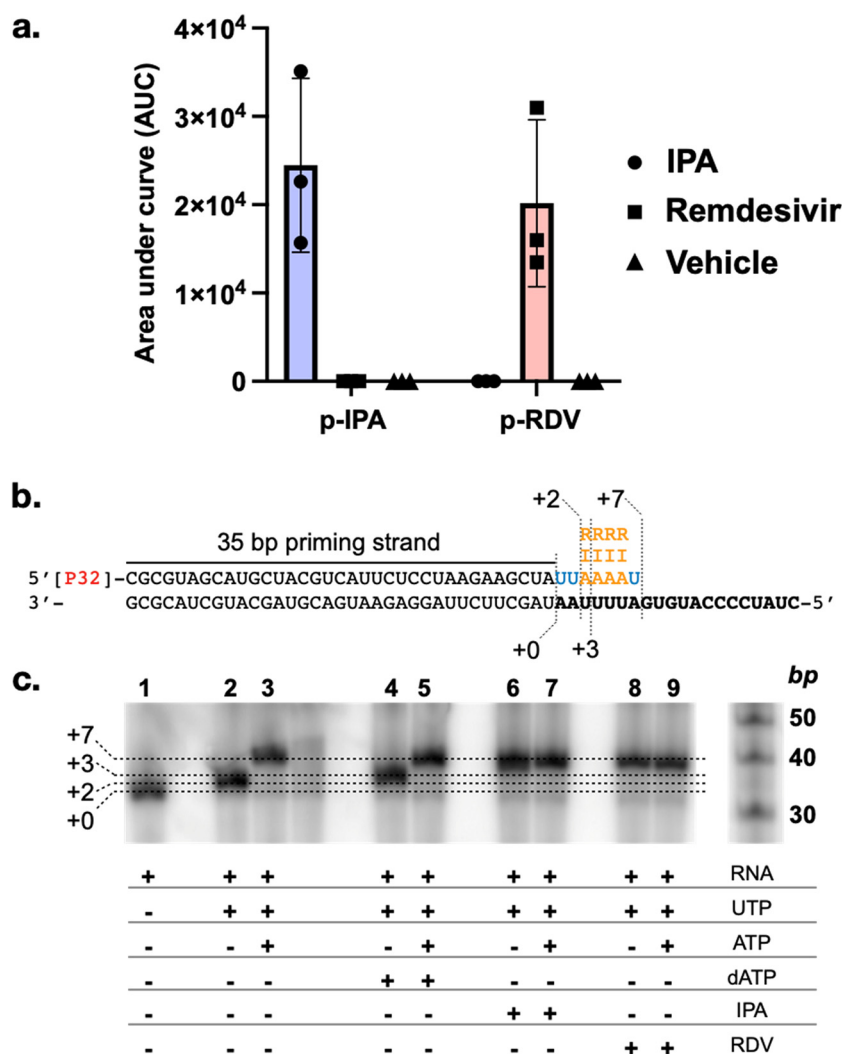 a.
Area under curve (AUC)
4×10⁴
3×10⁴
2×10⁴
1×10⁴
0
IPA
Remdesivir
Vehicle
p-IPA p-RDV
b.
+2 +7
35 bp priming strand
RRRR
IIII
5'[P32]-CGCGUAGCAUGCUACGUCAUUCUCCUAAGAAGCUAUUAAAAU
3'- GCGCAUCGUACGAUGCAGUAAGAGGAUUCUUCGAUAAUUUUAGUGUACCCCUAUC-5'
+0 +3
c.
1 2 3 4 5 6 7 8 9 bp
+7
+3
+2
+0
50
40
30
+ + + + + + + + + RNA
- + + + + + + + + UTP
- - + - + - + - + ATP
- - - + + - - - - dATP
- - - - - + + - - IPA
- - - - - - - + + RDV